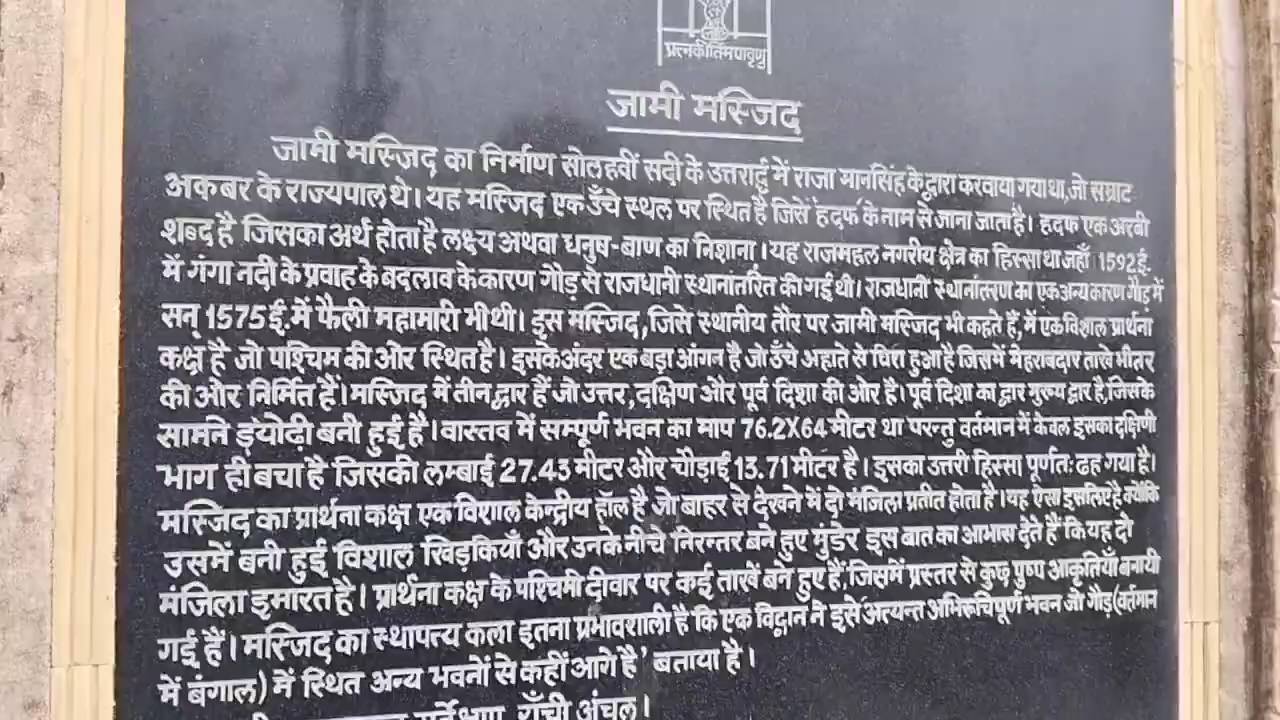 प्रत्नकीर्तिमपावृणु
जामी मस्जिद
जामी मस्जिद का निर्माण सोलहवीं सदी के उत्तरार्द्ध में राजा मानसिंह के द्वारा करवाया गया था, जो सम्राट
अकबर के राज्यपाल थे। यह मस्जिद एक उँचे स्थल पर स्थित है जिसे 'हदफ' के नाम से जाना जाता है। हदफ एक अरबी
शब्द है जिसका अर्थ होता है लक्ष्य अथवा धनुष-बाण का निशाना। यह राजमहल नगरीय क्षेत्र का हिस्सा था जहाँ 1592 ई.
में गंगा नदी के प्रवाह के बदलाव के कारण गौड़ से राजधानी स्थानांतरित की गई थी। राजधानी स्थानांतरण का एक अन्य कारण गौड़ में
सन् 1575 ई. में फैली महामारी भी थी। इस मस्जिद, जिसे स्थानीय तौर पर जामी मस्जिद भी कहते हैं, में एक विशाल प्रार्थना
कक्ष है जो पश्चिम की ओर स्थित है। इसके अंदर एक बड़ा आंगन है जो उँचे अहाते से घिरा हुआ है जिसमें मेहराबदार ताखे भीतर
की ओर निर्मित हैं। मस्जिद में तीन द्वार हैं जो उत्तर, दक्षिण और पूर्व दिशा की ओर है। पूर्व दिशा का द्वार मुख्य द्वार है, जिसके
सामने ड्योढ़ी बनी हुई है। वास्तव में सम्पूर्ण भवन का माप 76.2X64 मीटर था परन्तु वर्तमान में केवल इसका दक्षिणी
भाग ही बचा है जिसकी लम्बाई 27.43 मीटर और चौड़ाई 13.71 मीटर है। इसका उत्तरी हिस्सा पूर्णतः ढह गया है।
मस्जिद का प्रार्थना कक्ष एक विशाल केन्द्रीय हॉल है जो बाहर से देखने में दो मंजिला प्रतीत होता है। यह ऐसा इसलिए है क्योंकि
उसमें बनी हुई विशाल खिड़कियाँ और उनके नीचे निरन्तर बने हुए मुंडेर इस बात का आभास देते हैं कि यह दो
मंजिला इमारत है। प्रार्थना कक्ष के पश्चिमी दीवार पर कई ताखें बने हुए हैं, जिसमें प्रस्तर से कुछ पुष्प आकृतियाँ बनायी
गई हैं। मस्जिद का स्थापत्य कला इतना प्रभावशाली है कि एक विद्वान ने इसे 'अत्यन्त अभिरूचिपूर्ण भवन जो गौड़ (वर्तमान
में बंगाल) में स्थित अन्य भवनों से कहीं आगे है' बताया है।
राँची अंचल।